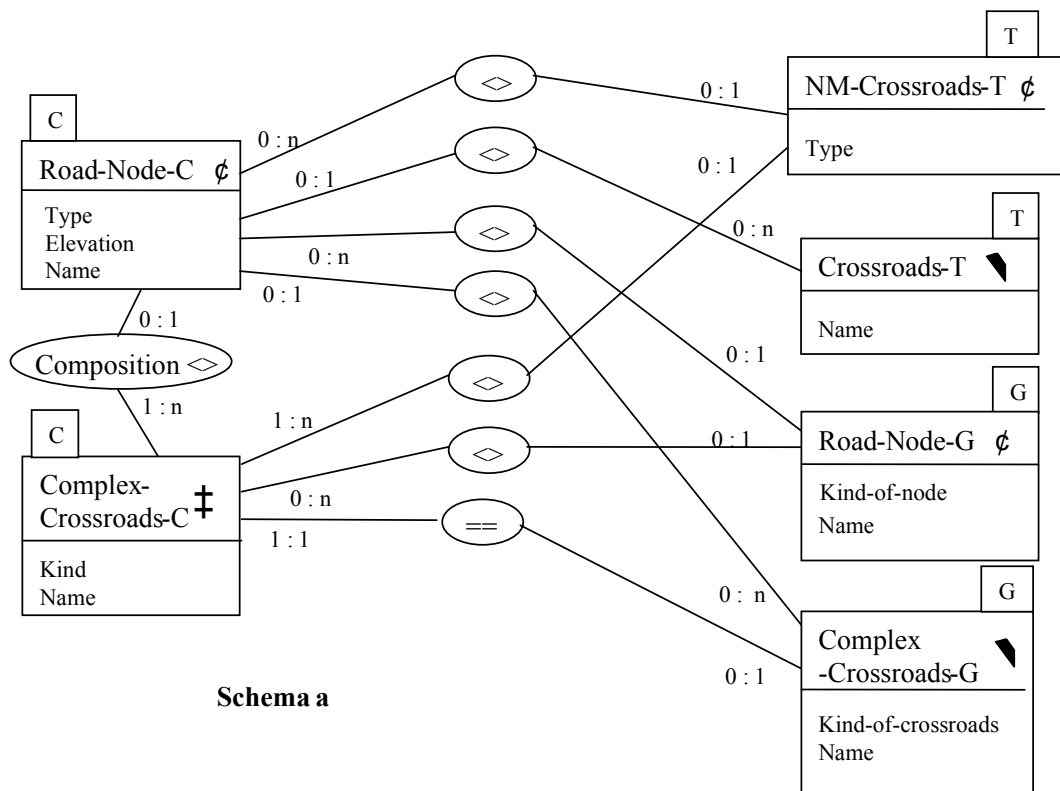 T
<>
0 : 1
NM-Crossroads-T ¢
C
0 : n
Type
Road-Node-C ¢
0 : 1
<>
0 : 1
T
Type
Elevation
Name
<>
0 : n
Crossroads-T
0 : n
0 : 1
<>
Name
0 : 1
Composition <>
0 : 1
<>
G
1 : n
C
1 : n
<>
0 : 1
Road-Node-G ¢
Complex-
Crossroads-C ‡
0 : n
Kind-of-node
Name
1 : 1
==
Kind
Name
0 : n
G
Complex
-Crossroads-G
0 : 1
Schema a
Kind-of-crossroads
Name